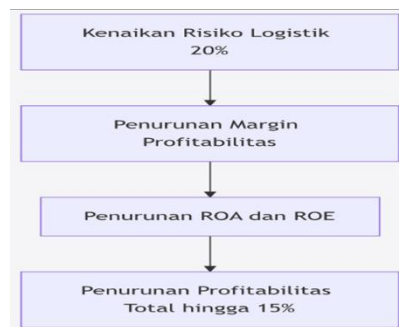 Kenaikan Risiko Logistik
20%
Penurunan Margin
Profitabilitas
Penurunan ROA dan ROE
Penurunan Profitabilitas
Total hingga 15%